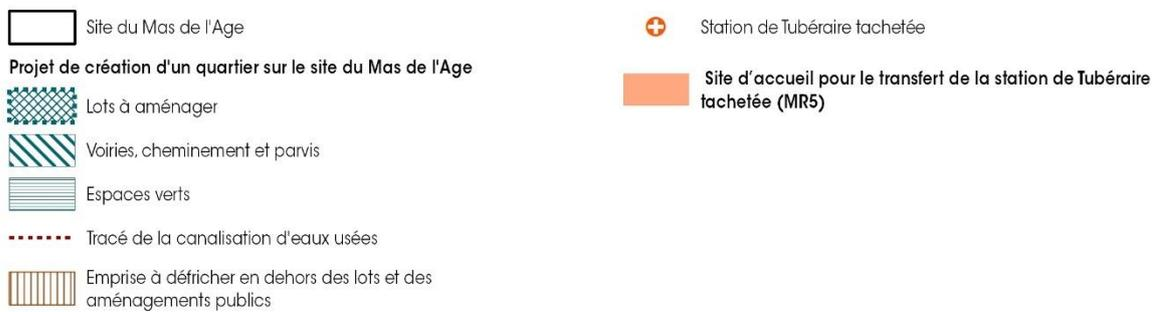 Site du Mas de l'Age
Projet de création d'un quartier sur le site du Mas de l'Age
Lots à aménager
Voiries, cheminement et parvis
Espaces verts
Tracé de la canalisation d'eaux usées
Emprise à défricher en dehors des lots et des
aménagements publics
Station de Tubéraire tachetée
Site d’accueil pour le transfert de la station de Tubéraire
tachetée (MR5)